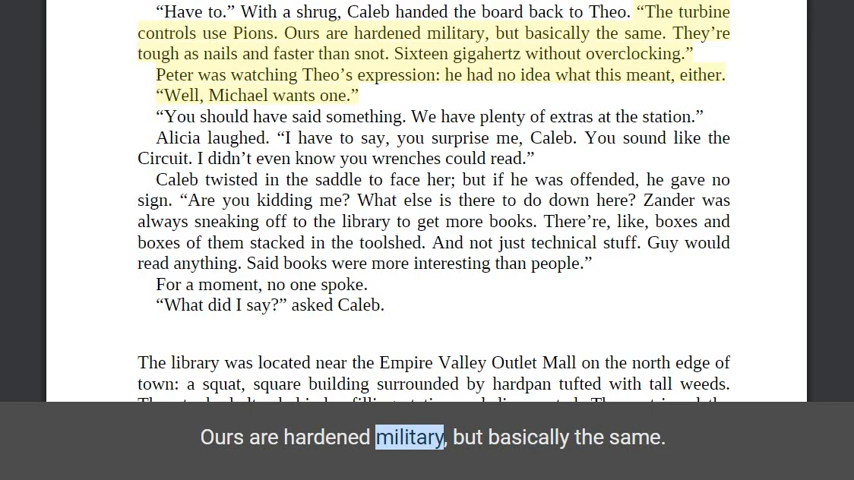 “Have to.” With a shrug, Caleb handed the board back to Theo. “The turbine
controls use Pions. Ours are hardened military, but basically the same. They’re
tough as nails and faster than snot. Sixteen gigahertz without overclocking.”
Peter was watching Theo’s expression: he had no idea what this meant, either.
“Well, Michael wants one.”
“You should have said something. We have plenty of extras at the station.”
Alicia laughed. “I have to say, you surprise me, Caleb. You sound like the
Circuit. I didn’t even know you wrenches could read.”
Caleb twisted in the saddle to face her; but if he was offended, he gave no
sign. “Are you kidding me? What else is there to do down here? Zander was
always sneaking off to the library to get more books. There’re, like, boxes and
boxes of them stacked in the toolshed. And not just technical stuff. Guy would
read anything. Said books were more interesting than people.”
For a moment, no one spoke.
“What did I say?” asked Caleb.
The library was located near the Empire Valley Outlet Mall on the north edge of
town: a squat, square building surrounded by hardpan tufted with tall weeds.
Ours are hardened military, but basically the same.